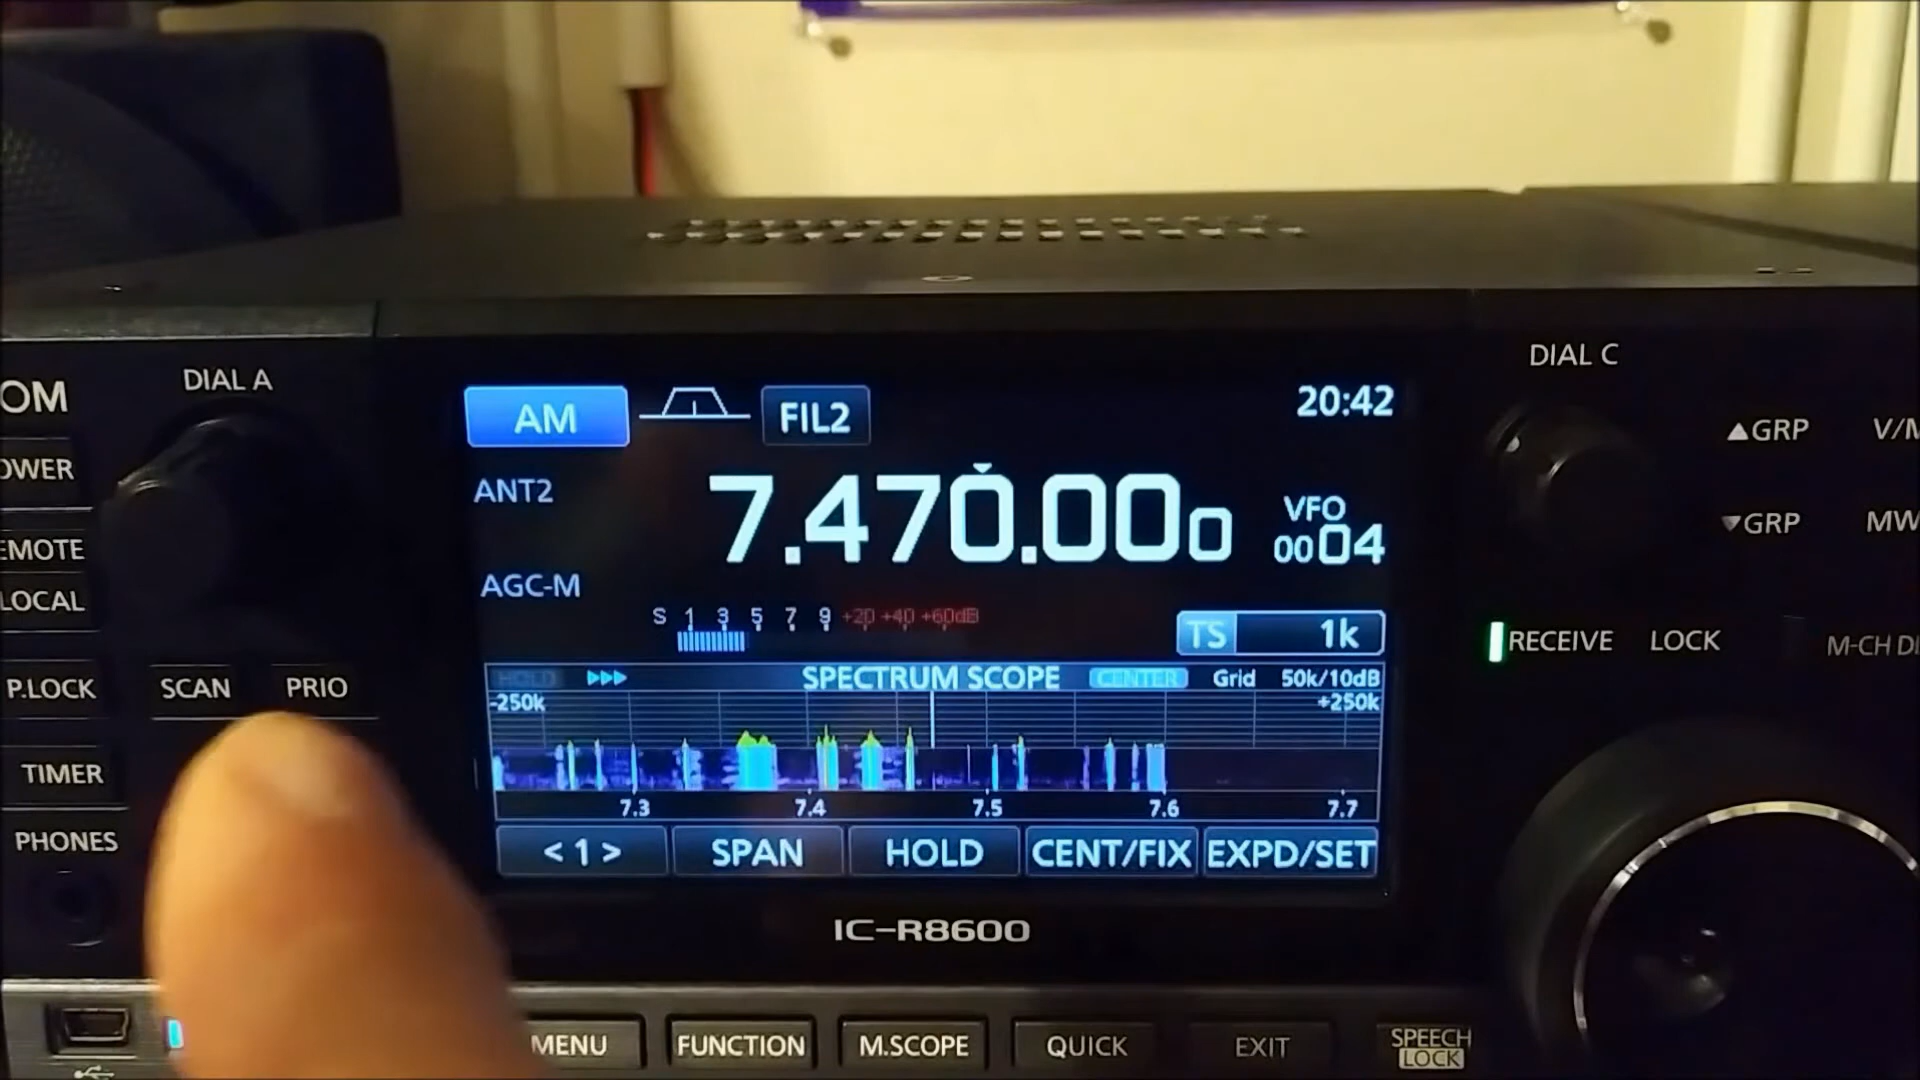 DIAL A
DIAL C
OM
OWER
EMOTE
LOCAL
P.LOCK
SCAN
PRIO
TIMER
PHONES
AM
FIL2
20:42
ANT2
7.470.000
VFO
0004
AGC-M
S 1 3 5 7 9 +20 +40 +60dB
TS 1k
HOLD
SPECTRUM SCOPE
CENTER
Grid
50k/10dB
-250k
+250k
7.3 7.4 7.5 7.6 7.7
< 1 >
SPAN
HOLD
CENT/FIX
EXPD/SET
IC-R8600
▲GRP
V/M
▼GRP
MW
RECEIVE
LOCK
M-CH DI
MENU
FUNCTION
M.SCOPE
QUICK
EXIT
SPEECH
LOCK